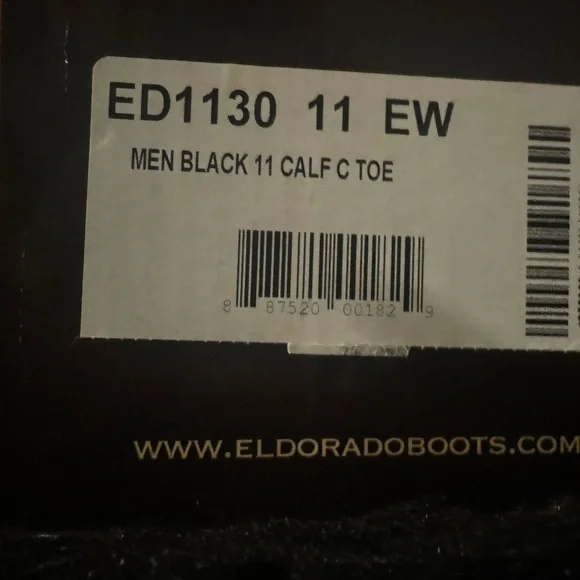 ED1130 11 EW
MEN BLACK 11 CALF C TOE
8 87520 00182 9
WWW.ELDORADOBOOTS.COM